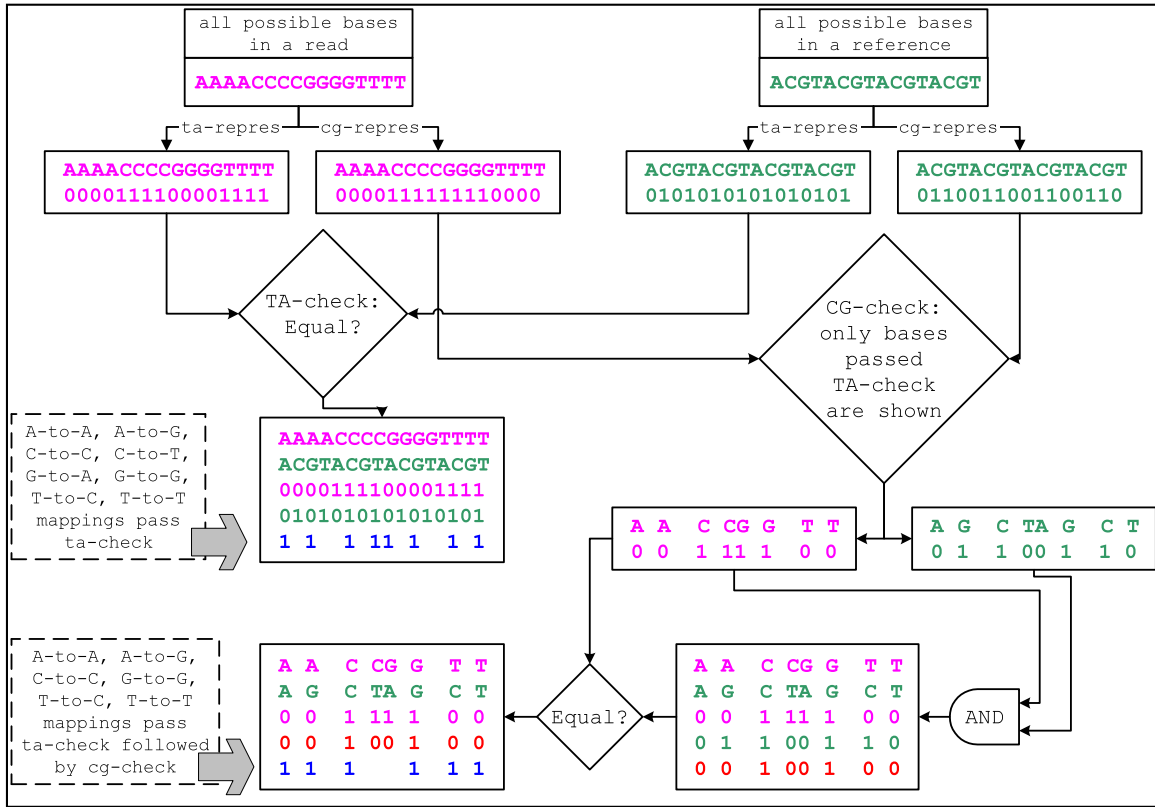 all possible bases
in a read
AAAACCCCGGGGTTTT
all possible bases
in a reference
ACGTACGTACGTACGT
ta-repres
cg-repres
ta-repres
cg-repres
AAAACCCCGGGGTTTT
0000111100001111
AAAACCCCGGGGTTTT
0000111111110000
ACGTACGTACGTACGT
0101010101010101
ACGTACGTACGTACGT
0110011001100110
TA-check:
Equal?
CG-check:
only bases
passed
TA-check
are shown
A-to-A, A-to-G,
C-to-C, C-to-T,
G-to-A, G-to-G,
T-to-C, T-to-T
mappings pass
ta-check
AAAACCCCGGGGTTTT
ACGTACGTACGTACGT
0000111100001111
0101010101010101
1 1  1 11 1  1 1
A A  C CG G  T T
0 0  1 11 1  0 0
A G  C TA G  C T
0 1  1 00 1  1 0
A-to-A, A-to-G,
C-to-C, G-to-G,
T-to-C, T-to-T
mappings pass
ta-check followed
by cg-check
A A  C CG G  T T
A G  C TA G  C T
0 0  1 11 1  0 0
0 0  1 00 1  0 0
1 1  1    1  1 1
Equal?
A A  C CG G  T T
A G  C TA G  C T
0 0  1 11 1  0 0
0 1  1 00 1  1 0
0 0  1 00 1  0 0
AND